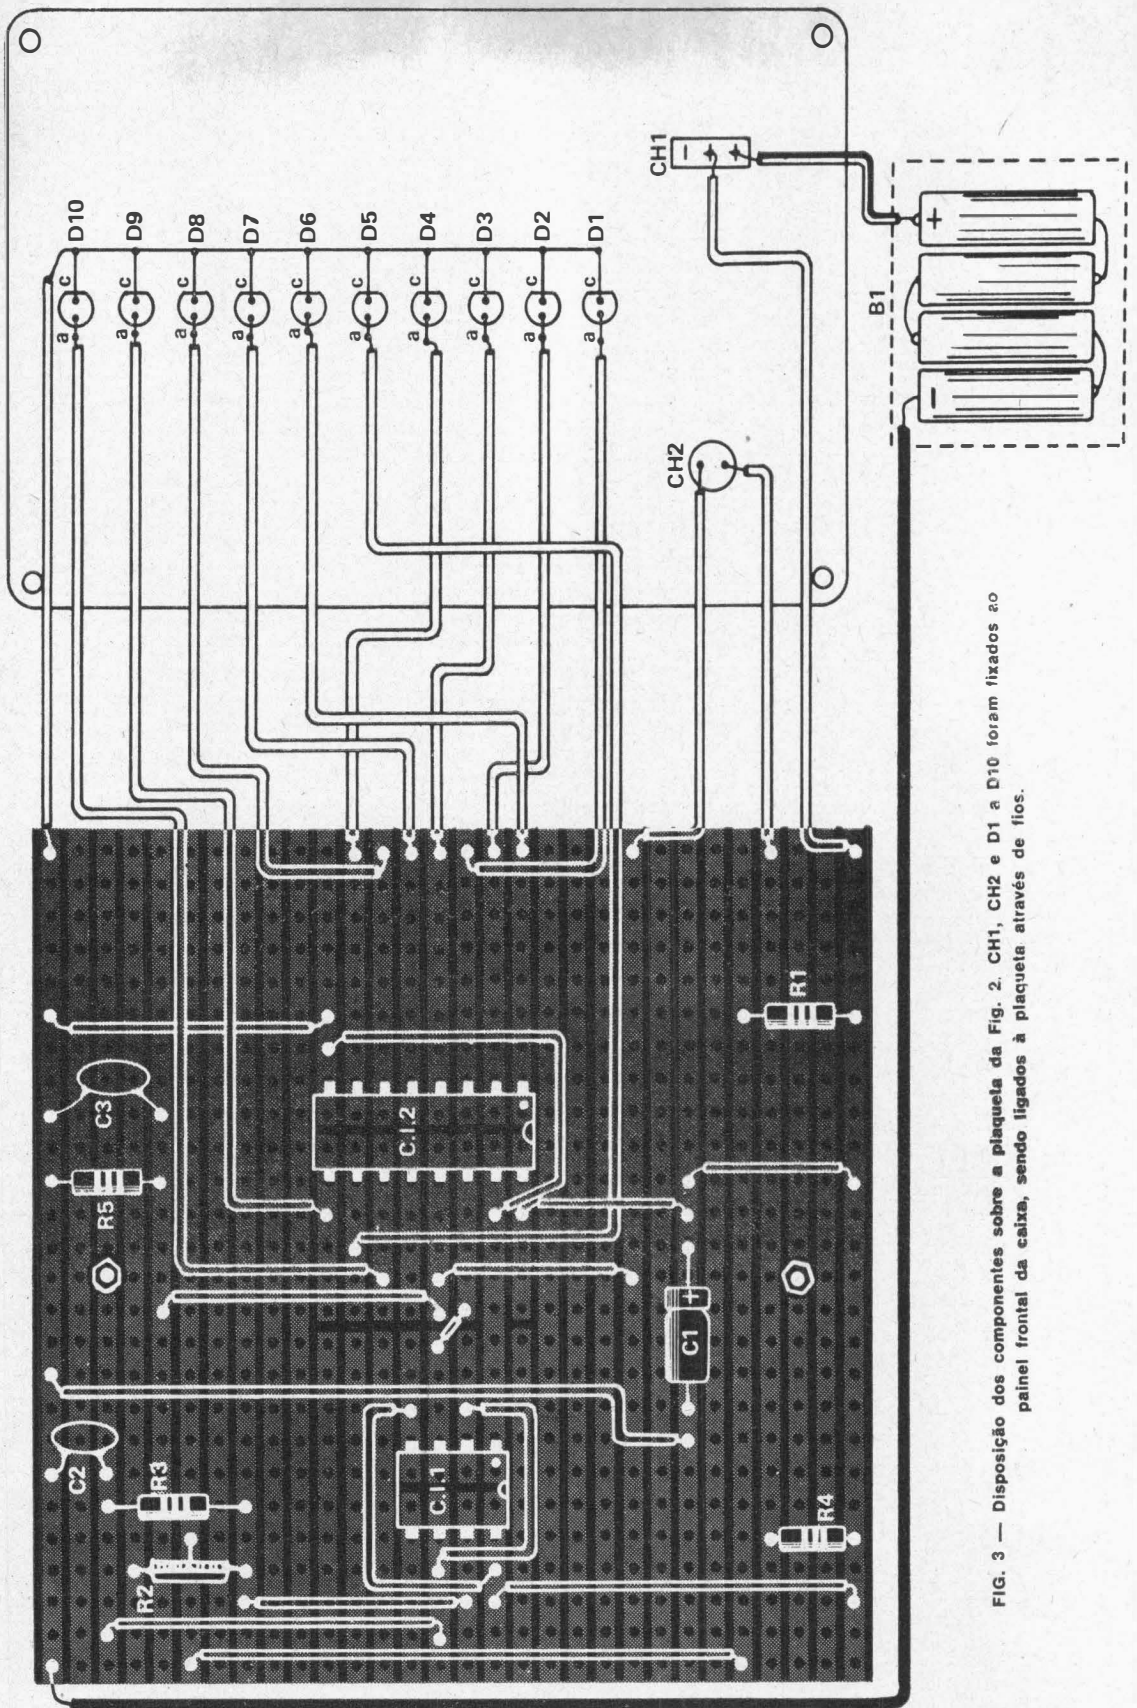 D10
D9
D8
D7
D6
D5
D4
D3
D2
D1
a c
a c
a c
a c
a c
a c
a c
a c
a c
a c
CH1
− + +
CH2
B1
+
−
C3
R5
C.I.2
R1
C1
+
C2
R3
R2
C.I.1
R4
FIG. 3 — Disposição dos componentes sobre a plaqueta da Fig. 2. CH1, CH2 e D1 a D10 foram fixados ao
painel frontal da caixa, sendo ligados à plaqueta através de fios.